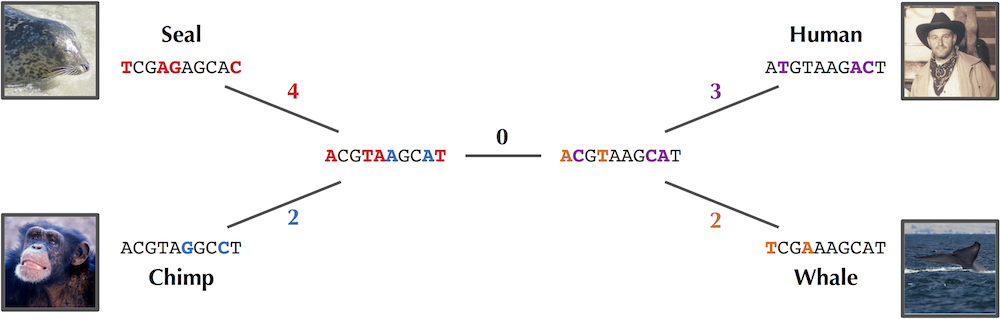 Seal
TCGAGAGCAC
4
Chimp
ACGTAGGCCT
2
ACGTAAGCAT
0
ACGTAAGCAT
Human
ATGTAAGACT
3
2
TCGAAAGCAT
Whale